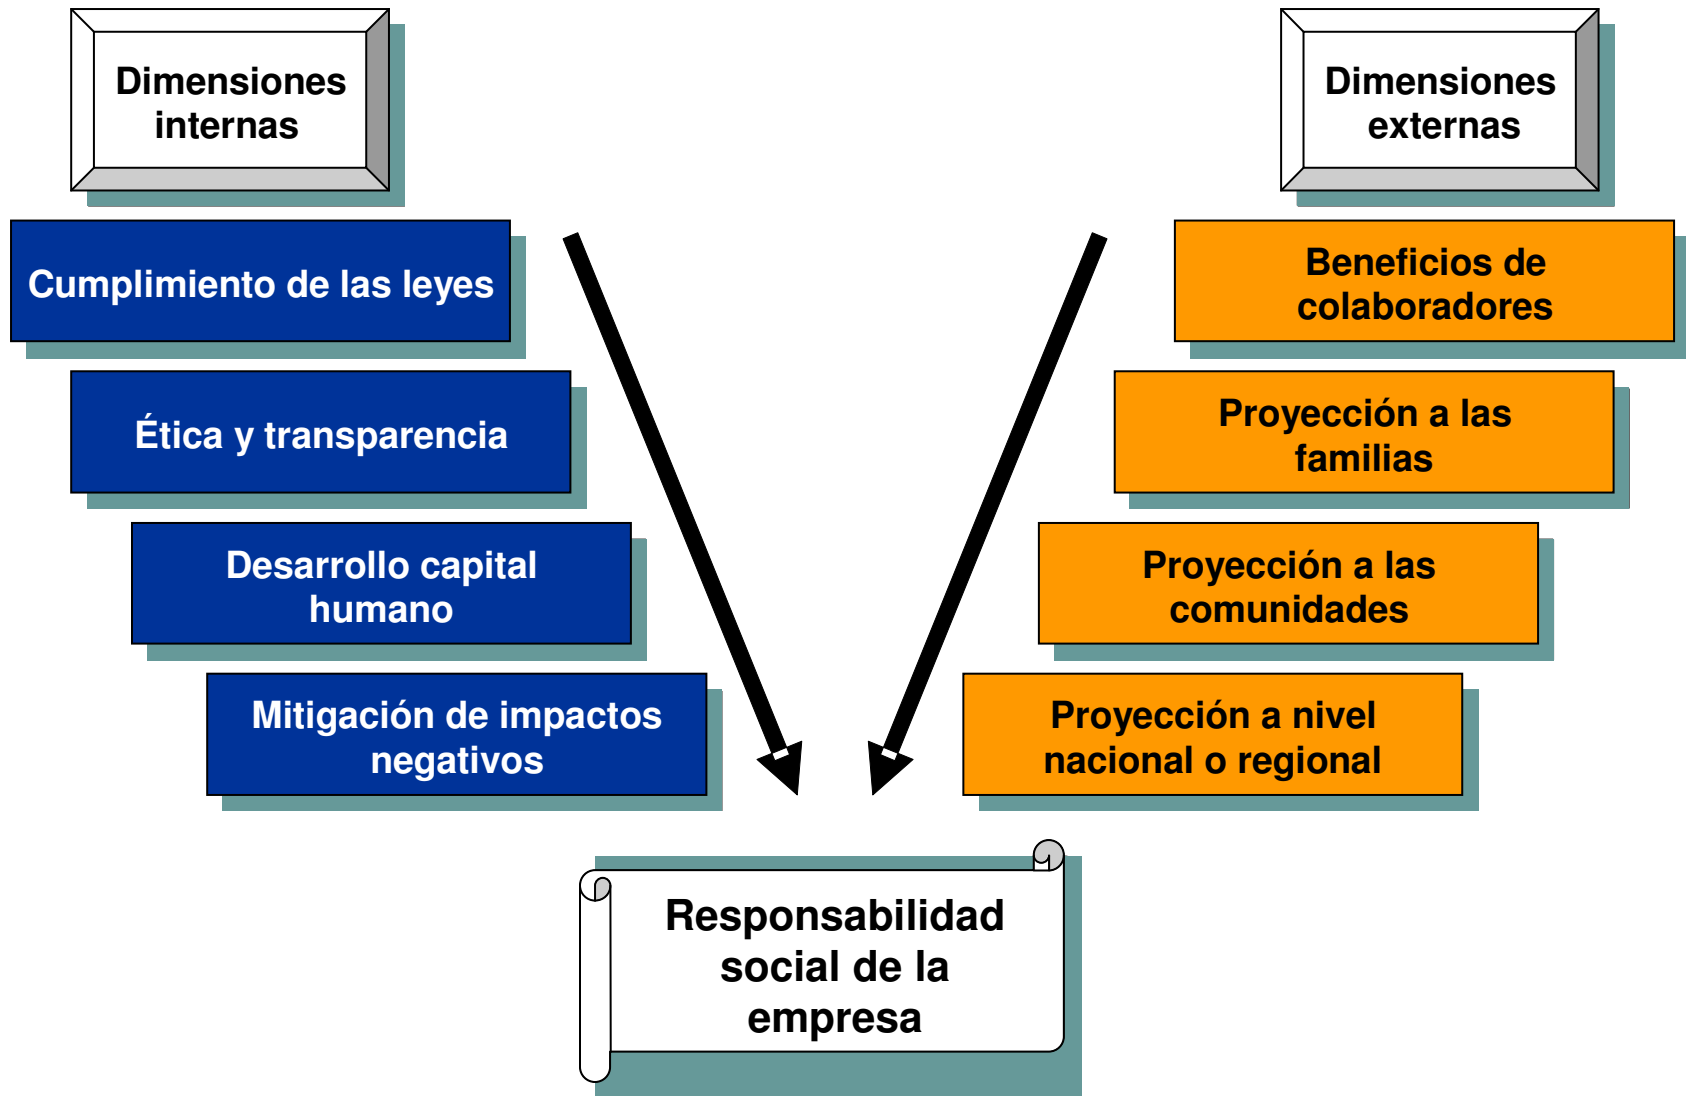 Dimensiones
internas
Cumplimiento de las leyes
Ética y transparencia
Desarrollo capital
humano
Mitigación de impactos
negativos
Dimensiones
externas
Beneficios de
colaboradores
Proyección a las
familias
Proyección a las
comunidades
Proyección a nivel
nacional o regional
Responsabilidad
social de la
empresa